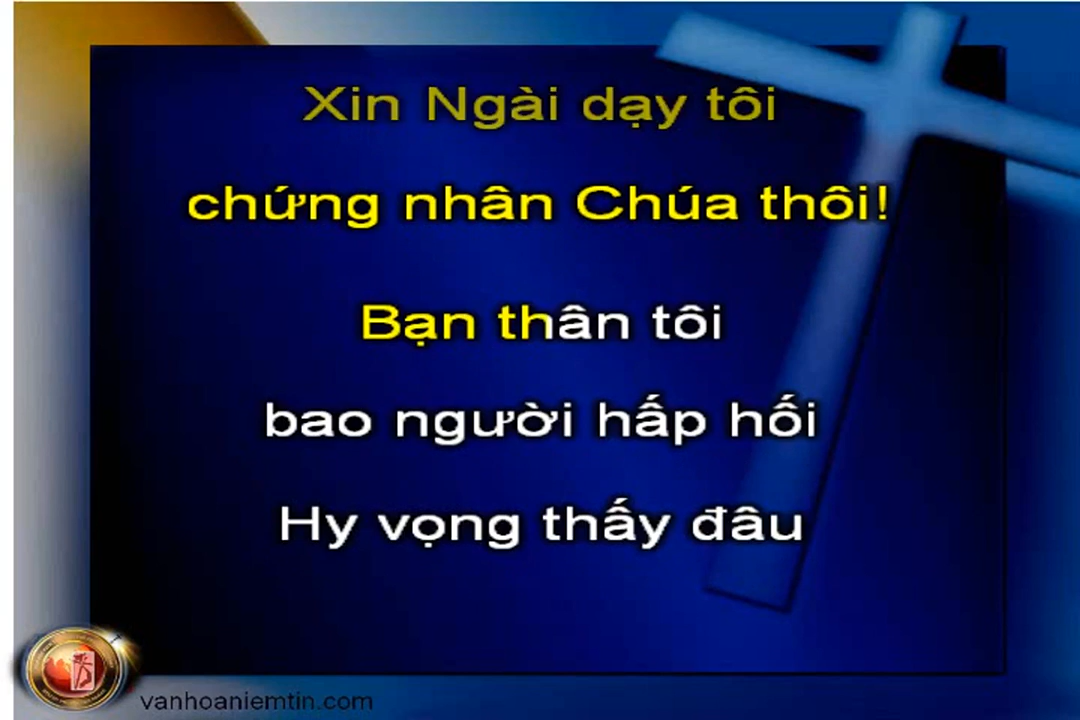 Xin Ngài dạy tôi
chứng nhân Chúa thôi!
Bạn thân tôi
bao người hấp hối
Hy vọng thấy đâu
vanhoaniemtin.com